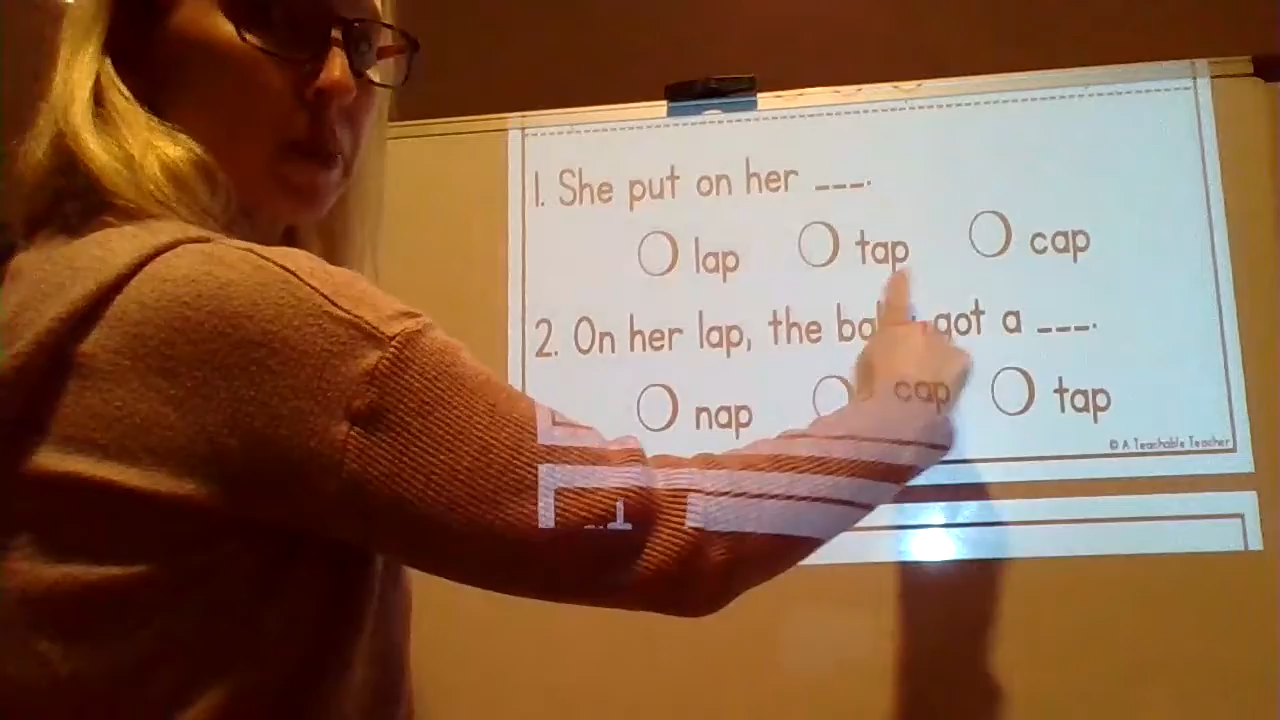 1. She put on her ___.
lap tap cap
2. On her lap, the got a ___.
nap cap tap
© A Teachable Teacher